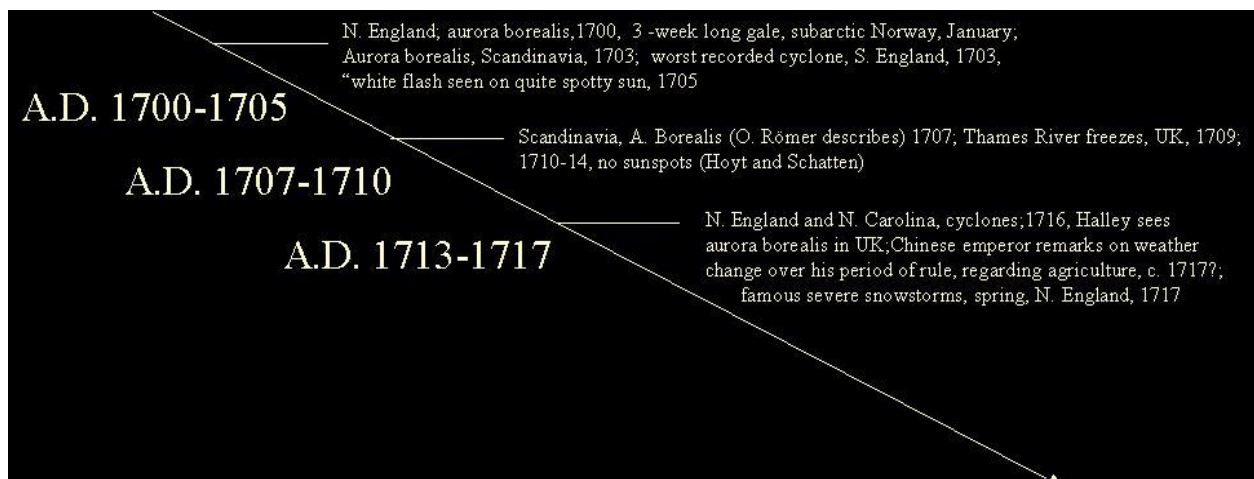 N. England; aurora borealis,1700, 3 -week long gale, subarctic Norway, January;
Aurora borealis, Scandinavia, 1703; worst recorded cyclone, S. England, 1703,
“white flash seen on quite spotty sun, 1705
A.D. 1700-1705
Scandinavia, A. Borealis (O. Römer describes) 1707; Thames River freezes, UK, 1709;
1710-14, no sunspots (Hoyt and Schatten)
A.D. 1707-1710
N. England and N. Carolina, cyclones;1716, Halley sees
aurora borealis in UK;Chinese emperor remarks on weather
change over his period of rule, regarding agriculture, c. 1717?;
famous severe snowstorms, spring, N. England, 1717
A.D. 1713-1717